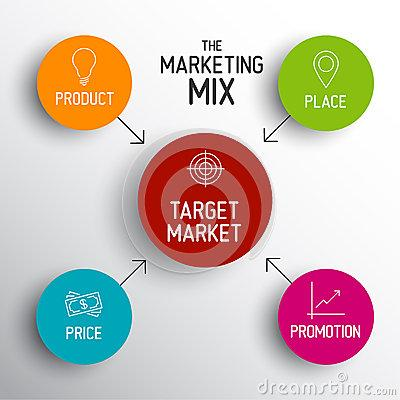 THE
MARKETING
MIX
PRODUCT
PLACE
TARGET
MARKET
PRICE
PROMOTION
$
dreamstime.com